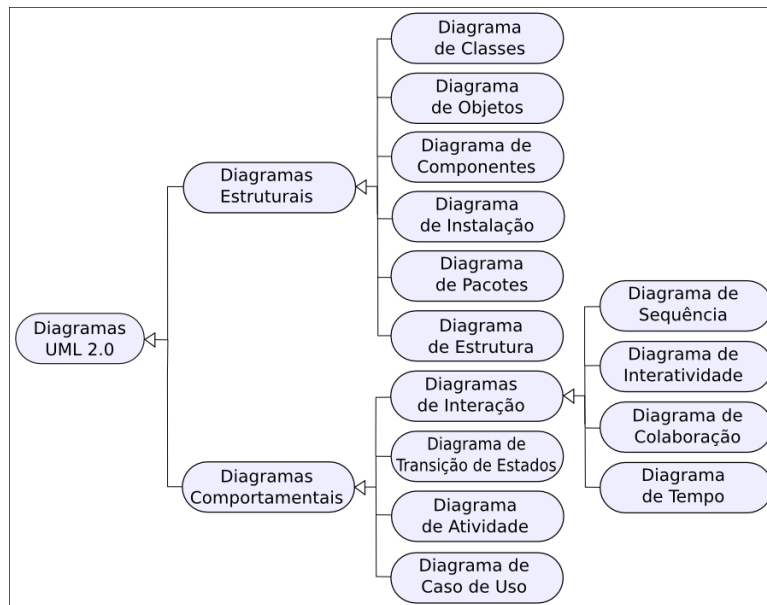 Diagramas
UML 2.0
Diagramas
Estruturais
Diagrama
de Classes
Diagrama
de Objetos
Diagrama de
Componentes
Diagrama
de Instalação
Diagrama
de Pacotes
Diagrama
de Estrutura
Diagramas
Comportamentais
Diagramas
de Interação
Diagrama de
Sequência
Diagrama de
Interatividade
Diagrama de
Colaboração
Diagrama
de Tempo
Diagrama de
Transição de Estados
Diagrama
de Atividade
Diagrama de
Caso de Uso